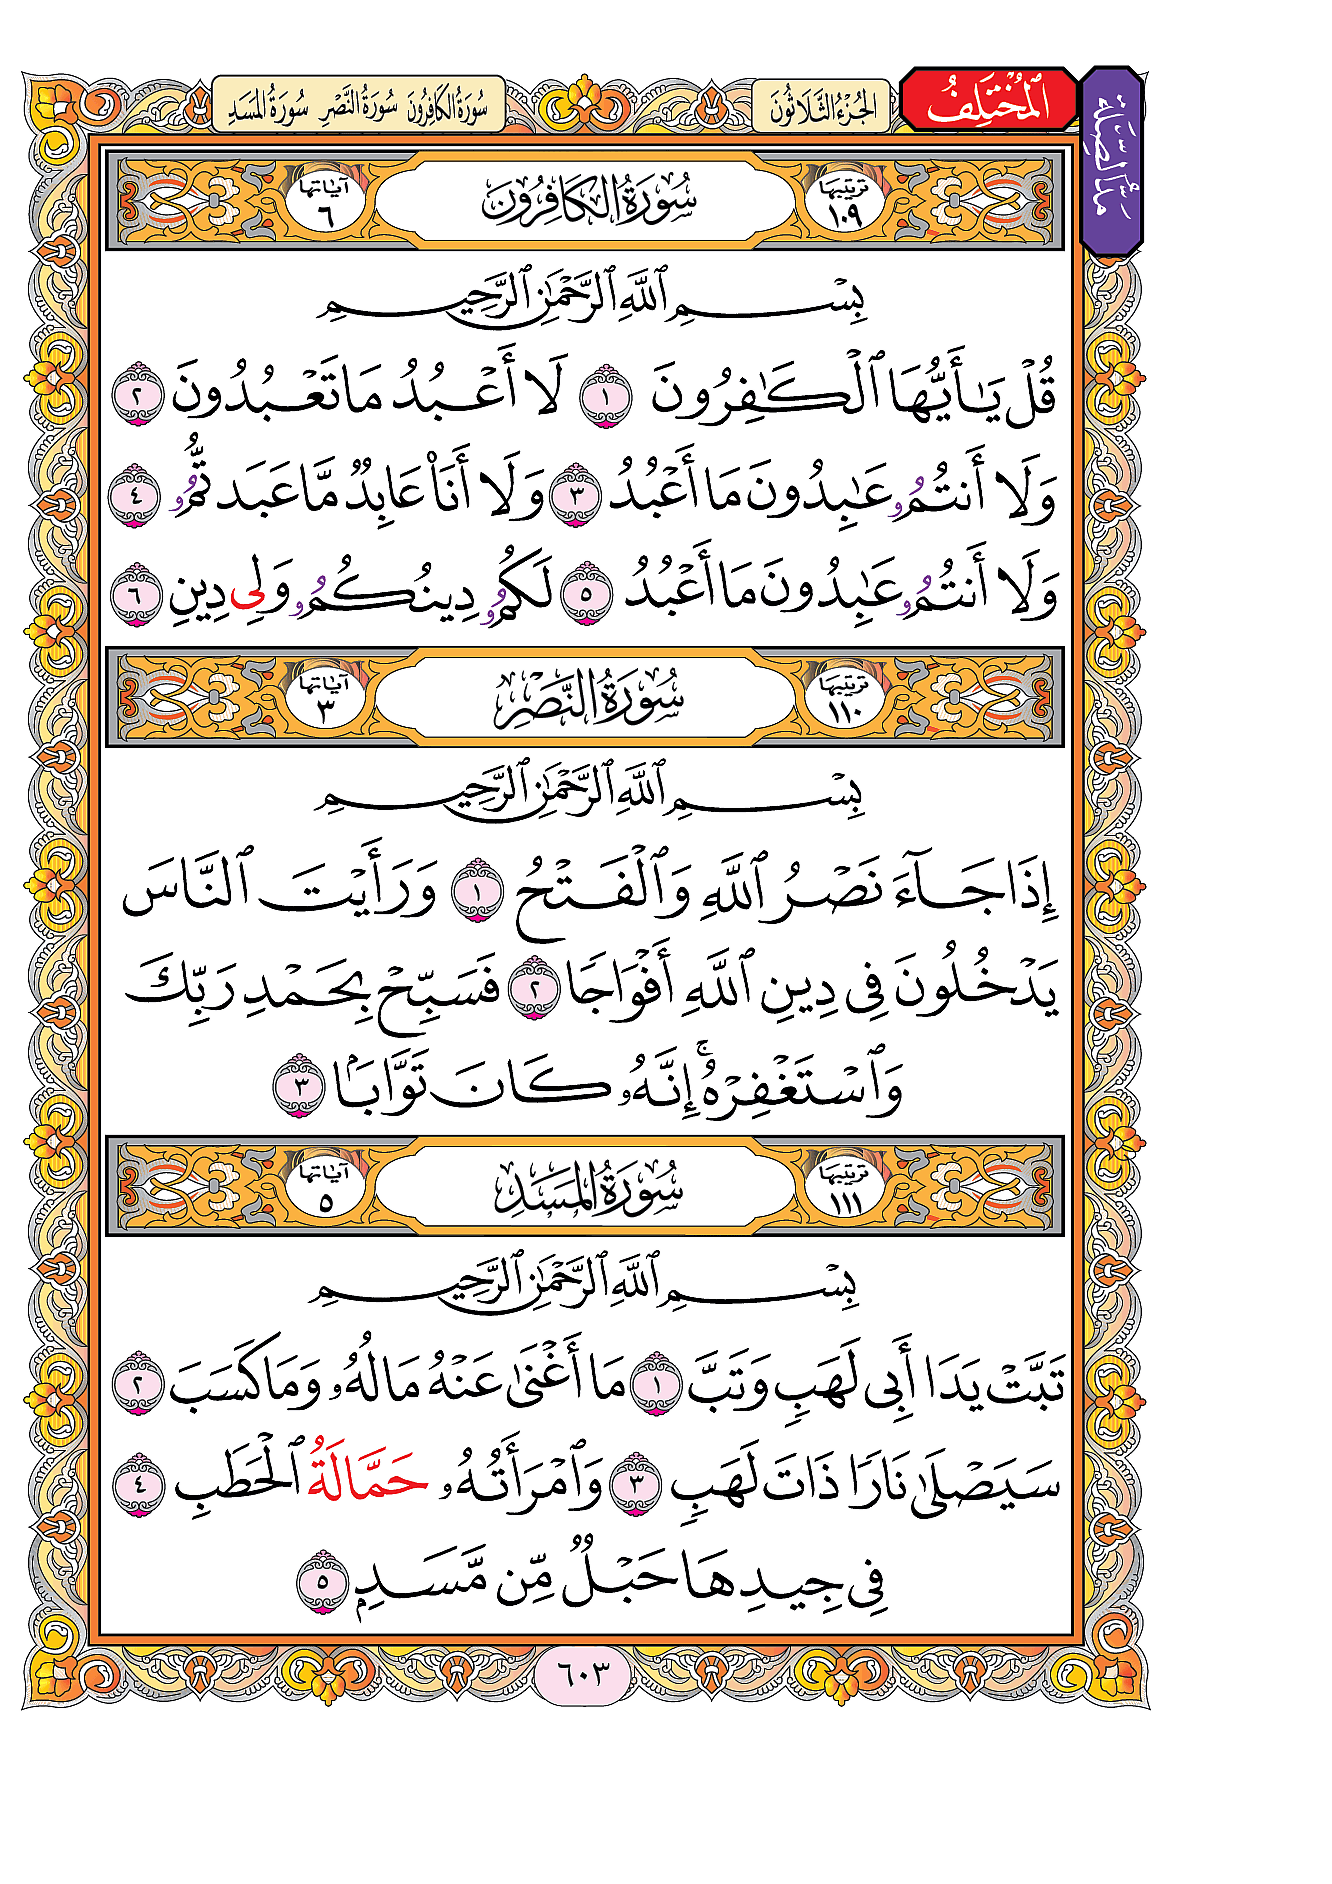 سُورَةُ الكَافِرُونَ سُورَةُ النَّصْرِ سُورَةُ المَسَدِ
الجُزْءُ الثَّلَاثُونَ
ٱلْمُخْتَلِفُ
مَدُّ الصِّلَةِ
تَرْتِيبُهَا ١٠٩
سُورَةُ الكَافِرُونَ
آيَاتُهَا ٦
بِسْمِ ٱللَّهِ ٱلرَّحْمَٰنِ ٱلرَّحِيمِ
قُلْ يَٰأَيُّهَا ٱلْكَٰفِرُونَ ١ لَا أَعْبُدُ مَا تَعْبُدُونَ ٢
وَلَا أَنتُمُۥ عَٰبِدُونَ مَا أَعْبُدُ ٣ وَلَا أَنَا۠ عَابِدٌ مَّا عَبَدتُّمُۥ ٤
وَلَا أَنتُمُۥ عَٰبِدُونَ مَا أَعْبُدُ ٥ لَكُمُۥ دِينُكُمُۥ وَلِى دِينِ ٦
تَرْتِيبُهَا ١١٠
سُورَةُ النَّصْرِ
آيَاتُهَا ٣
بِسْمِ ٱللَّهِ ٱلرَّحْمَٰنِ ٱلرَّحِيمِ
إِذَا جَآءَ نَصْرُ ٱللَّهِ وَٱلْفَتْحُ ١ وَرَأَيْتَ ٱلنَّاسَ
يَدْخُلُونَ فِى دِينِ ٱللَّهِ أَفْوَاجًا ٢ فَسَبِّحْ بِحَمْدِ رَبِّكَ
وَٱسْتَغْفِرْهُ ۚ إِنَّهُۥ كَانَ تَوَّابَۢا ٣
تَرْتِيبُهَا ١١١
سُورَةُ المَسَدِ
آيَاتُهَا ٥
بِسْمِ ٱللَّهِ ٱلرَّحْمَٰنِ ٱلرَّحِيمِ
تَبَّتْ يَدَا أَبِى لَهَبٍ وَتَبَّ ١ مَا أَغْنَىٰ عَنْهُ مَالُهُۥ وَمَا كَسَبَ ٢
سَيَصْلَىٰ نَارًا ذَاتَ لَهَبٍ ٣ وَٱمْرَأَتُهُۥ حَمَّالَةُ ٱلْحَطَبِ ٤
فِى جِيدِهَا حَبْلٌ مِّن مَّسَدِۭ ٥
٦٠٣